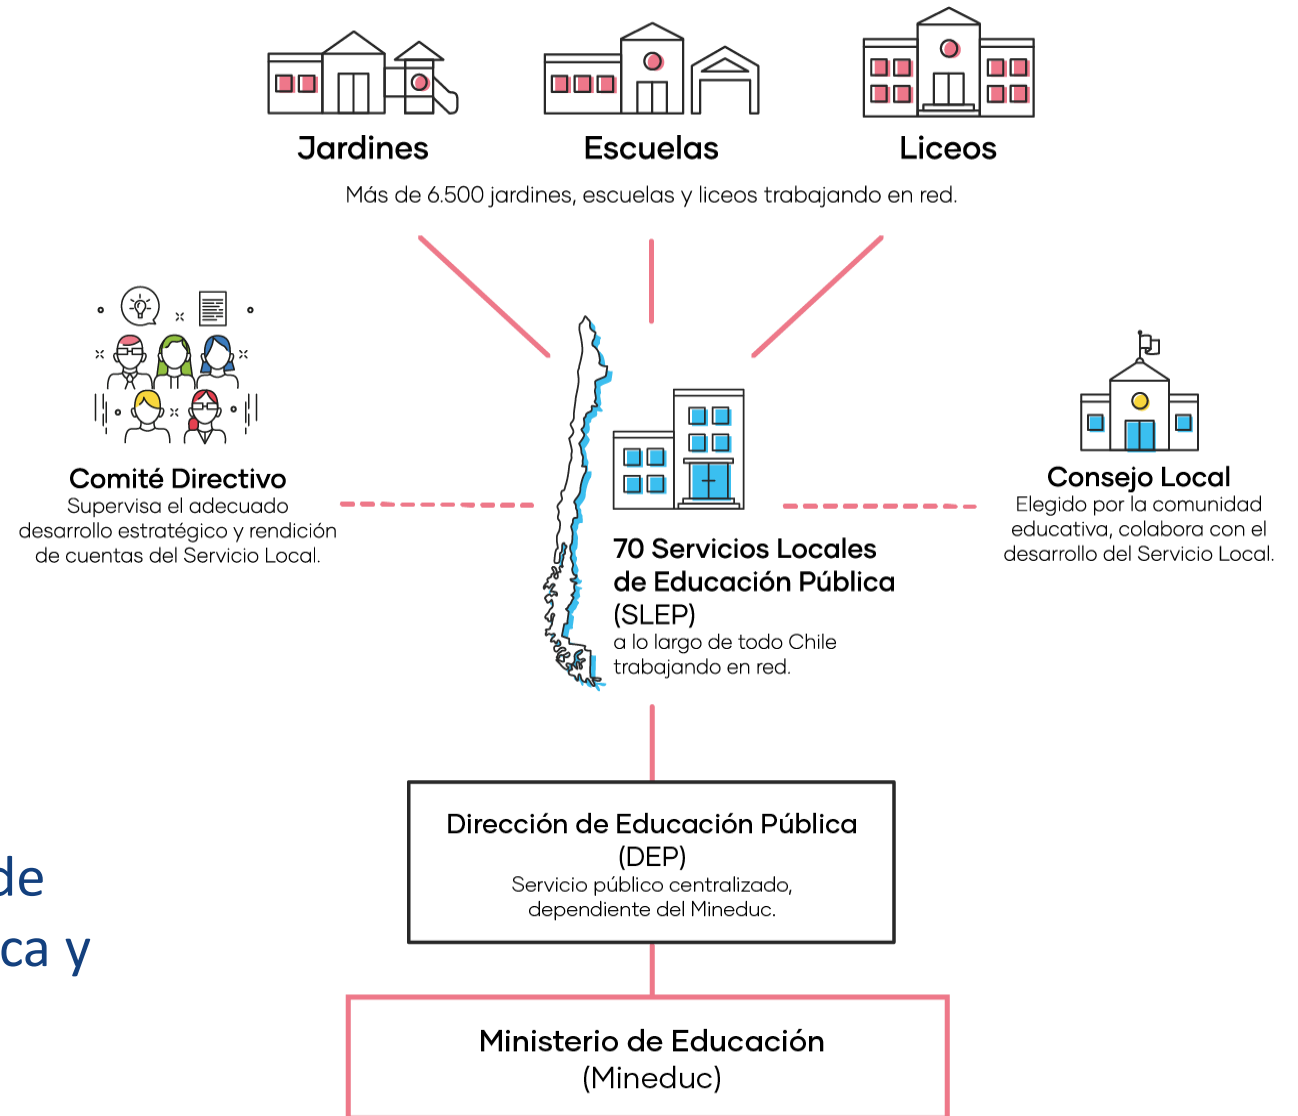 Jardines
Escuelas
Liceos
Más de 6.500 jardines, escuelas y liceos trabajando en red.
Comité Directivo
Supervisa el adecuado
desarrollo estratégico y rendición
de cuentas del Servicio Local.
Consejo Local
Elegido por la comunidad
educativa, colabora con el
desarrollo del Servicio Local.
70 Servicios Locales
de Educación Pública
(SLEP)
a lo largo de todo Chile
trabajando en red.
Dirección de Educación Pública
(DEP)
Servicio público centralizado,
dependiente del Mineduc.
de
ca y
Ministerio de Educación
(Mineduc)